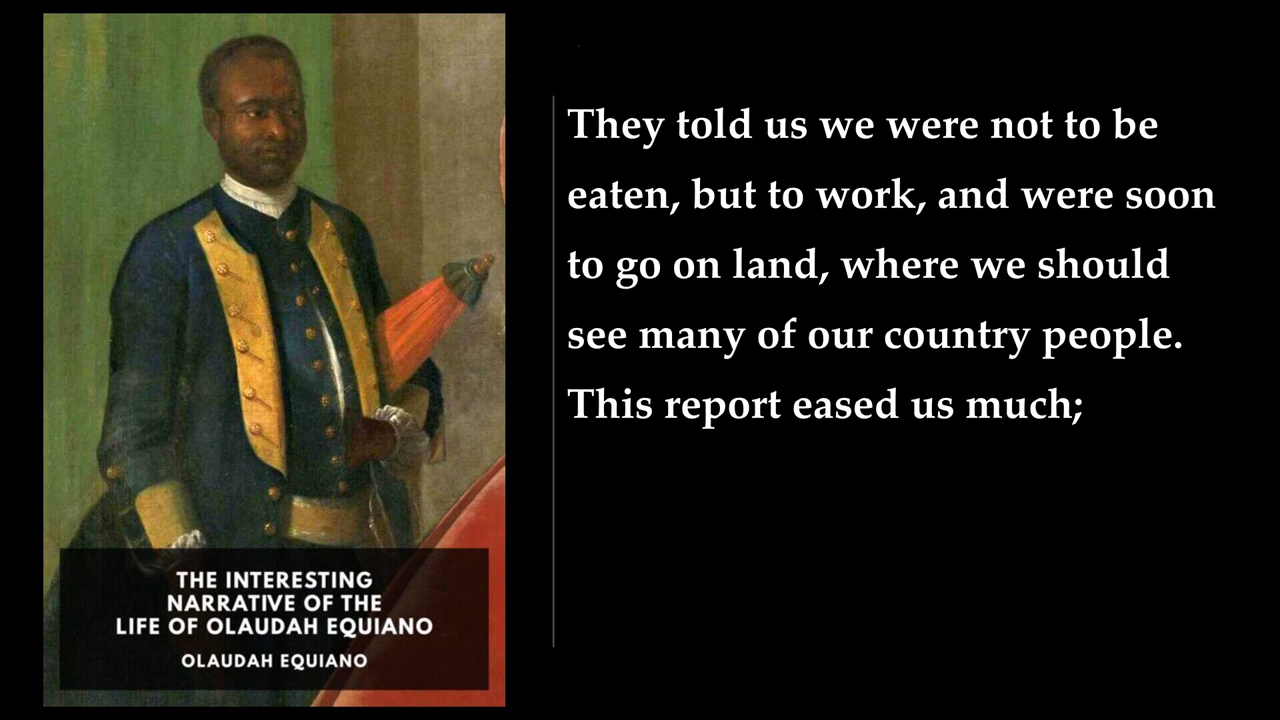 They told us we were not to be
eaten, but to work, and were soon
to go on land, where we should
see many of our country people.
This report eased us much;
THE INTERESTING
NARRATIVE OF THE
LIFE OF OLAUDAH EQUIANO
OLAUDAH EQUIANO